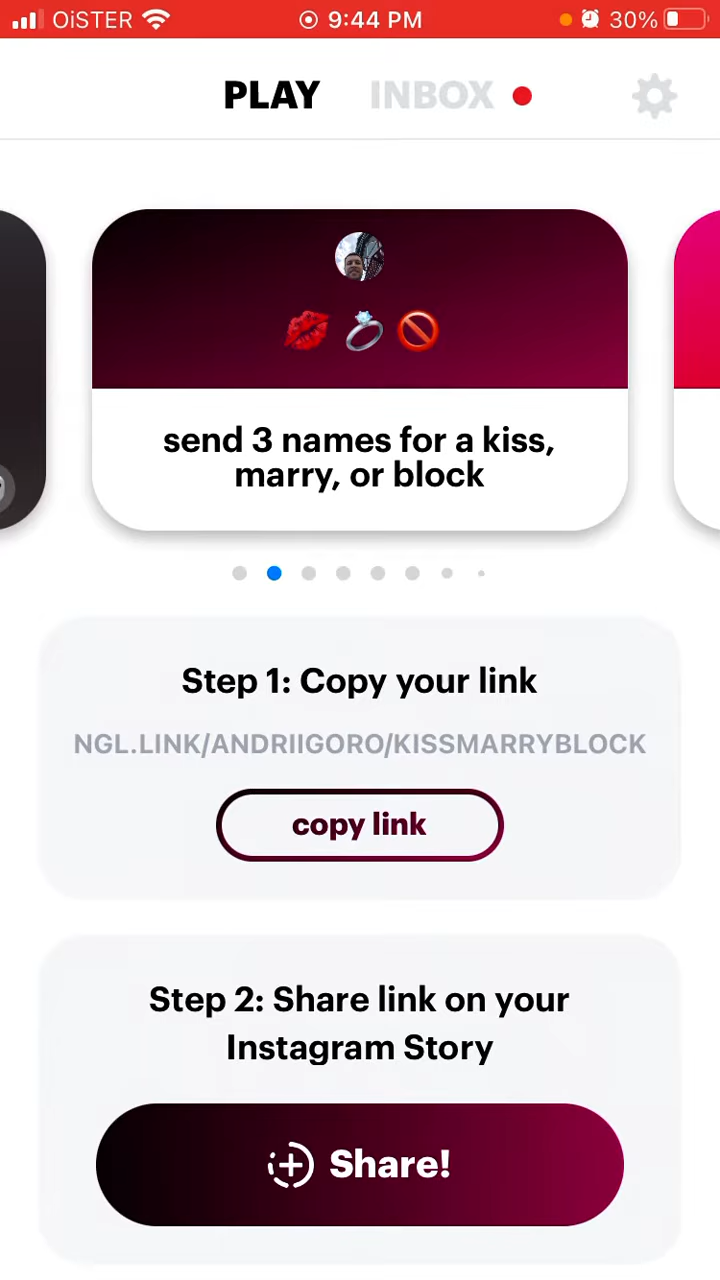 OiSTER 9:44 PM 30%
PLAY INBOX
send 3 names for a kiss,
marry, or block
Step 1: Copy your link
NGL.LINK/ANDRIIGORO/KISSMARRYBLOCK
copy link
Step 2: Share link on your
Instagram Story
Share!